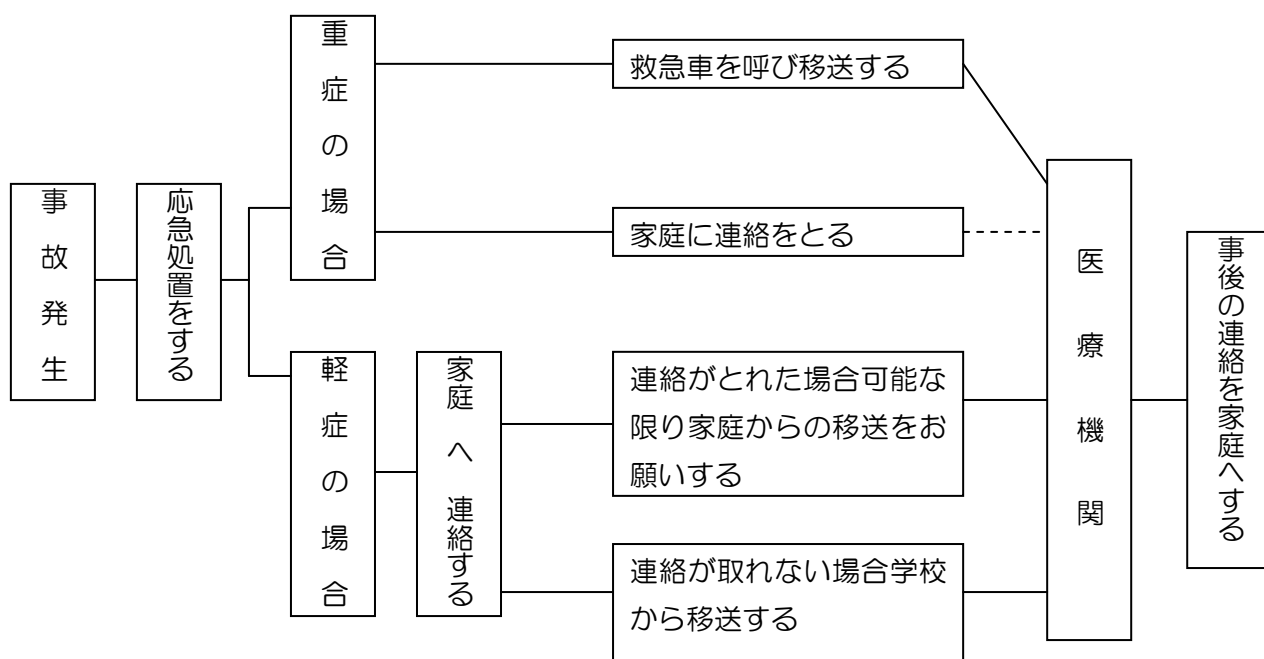 事故発生
応急処置をする
重症の場合
救急車を呼び移送する
家庭に連絡をとる
軽症の場合
家庭へ連絡する
連絡がとれた場合可能な
限り家庭からの移送をお
願いする
連絡が取れない場合学校
から移送する
医療機関
事後の連絡を家庭へする